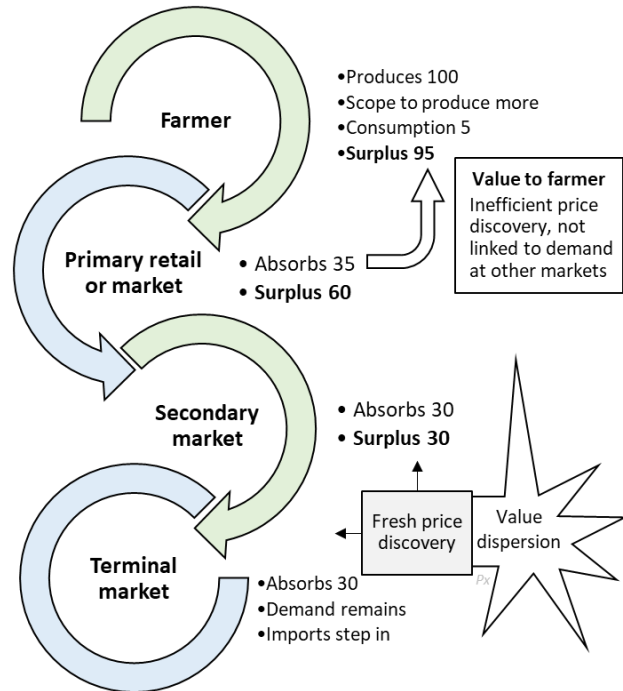 Farmer
•Produces 100
•Scope to produce more
•Consumption 5
•Surplus 95
Value to farmer
Inefficient price
discovery, not
linked to demand
at other markets
Primary retail
or market
• Absorbs 35
• Surplus 60
Secondary
market
• Absorbs 30
• Surplus 30
Fresh price
discovery
Value
dispersion
Px
Terminal
market
•Absorbs 30
•Demand remains
•Imports step in